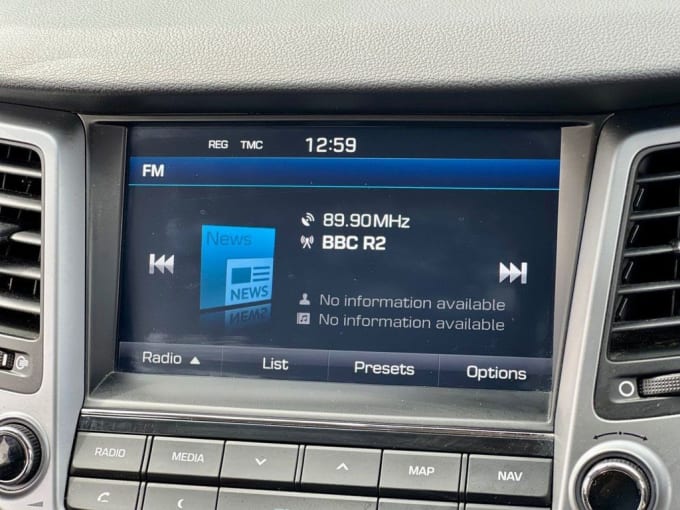 REG TMC 12:59
FM
News
NEWS
89.90MHz
BBC R2
No information available
No information available
Radio List Presets Options
RADIO MEDIA MAP NAV